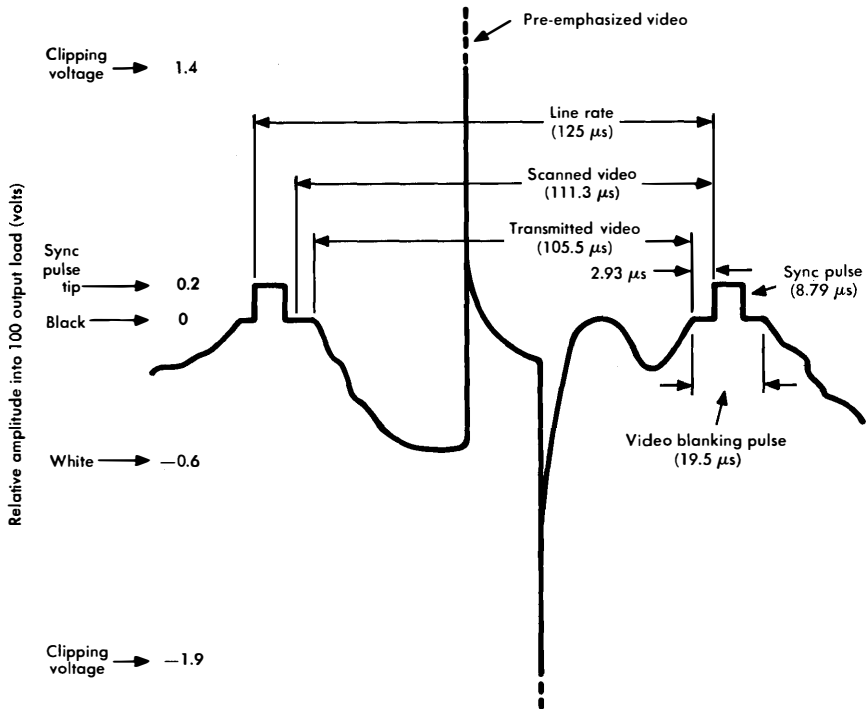 Pre-emphasized video
Clipping
voltage
1.4
Line rate
(125 μs)
Scanned video
(111.3 μs)
Transmitted video
(105.5 μs)
2.93 μs
Sync pulse
(8.79 μs)
Sync
pulse
tip
0.2
Black
0
Video blanking pulse
(19.5 μs)
White
−0.6
Clipping
voltage
−1.9
Relative amplitude into 100 output load (volts)